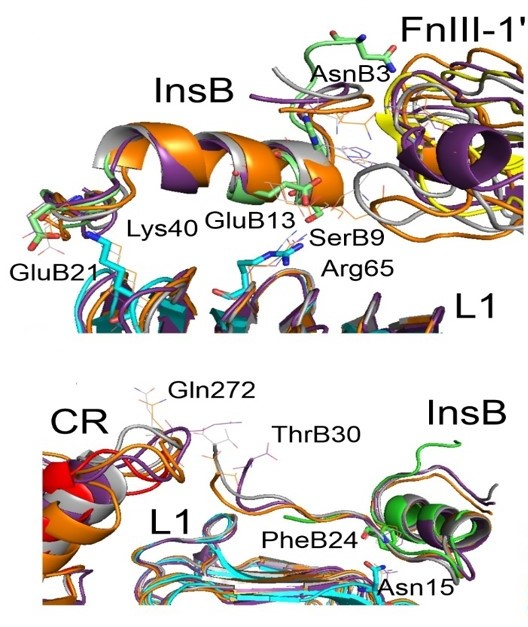 FnIII-1'
AsnB3
InsB
Lys40
GluB13
SerB9
GluB21
Arg65
L1
Gln272
CR
InsB
ThrB30
L1
PheB24
Asn15